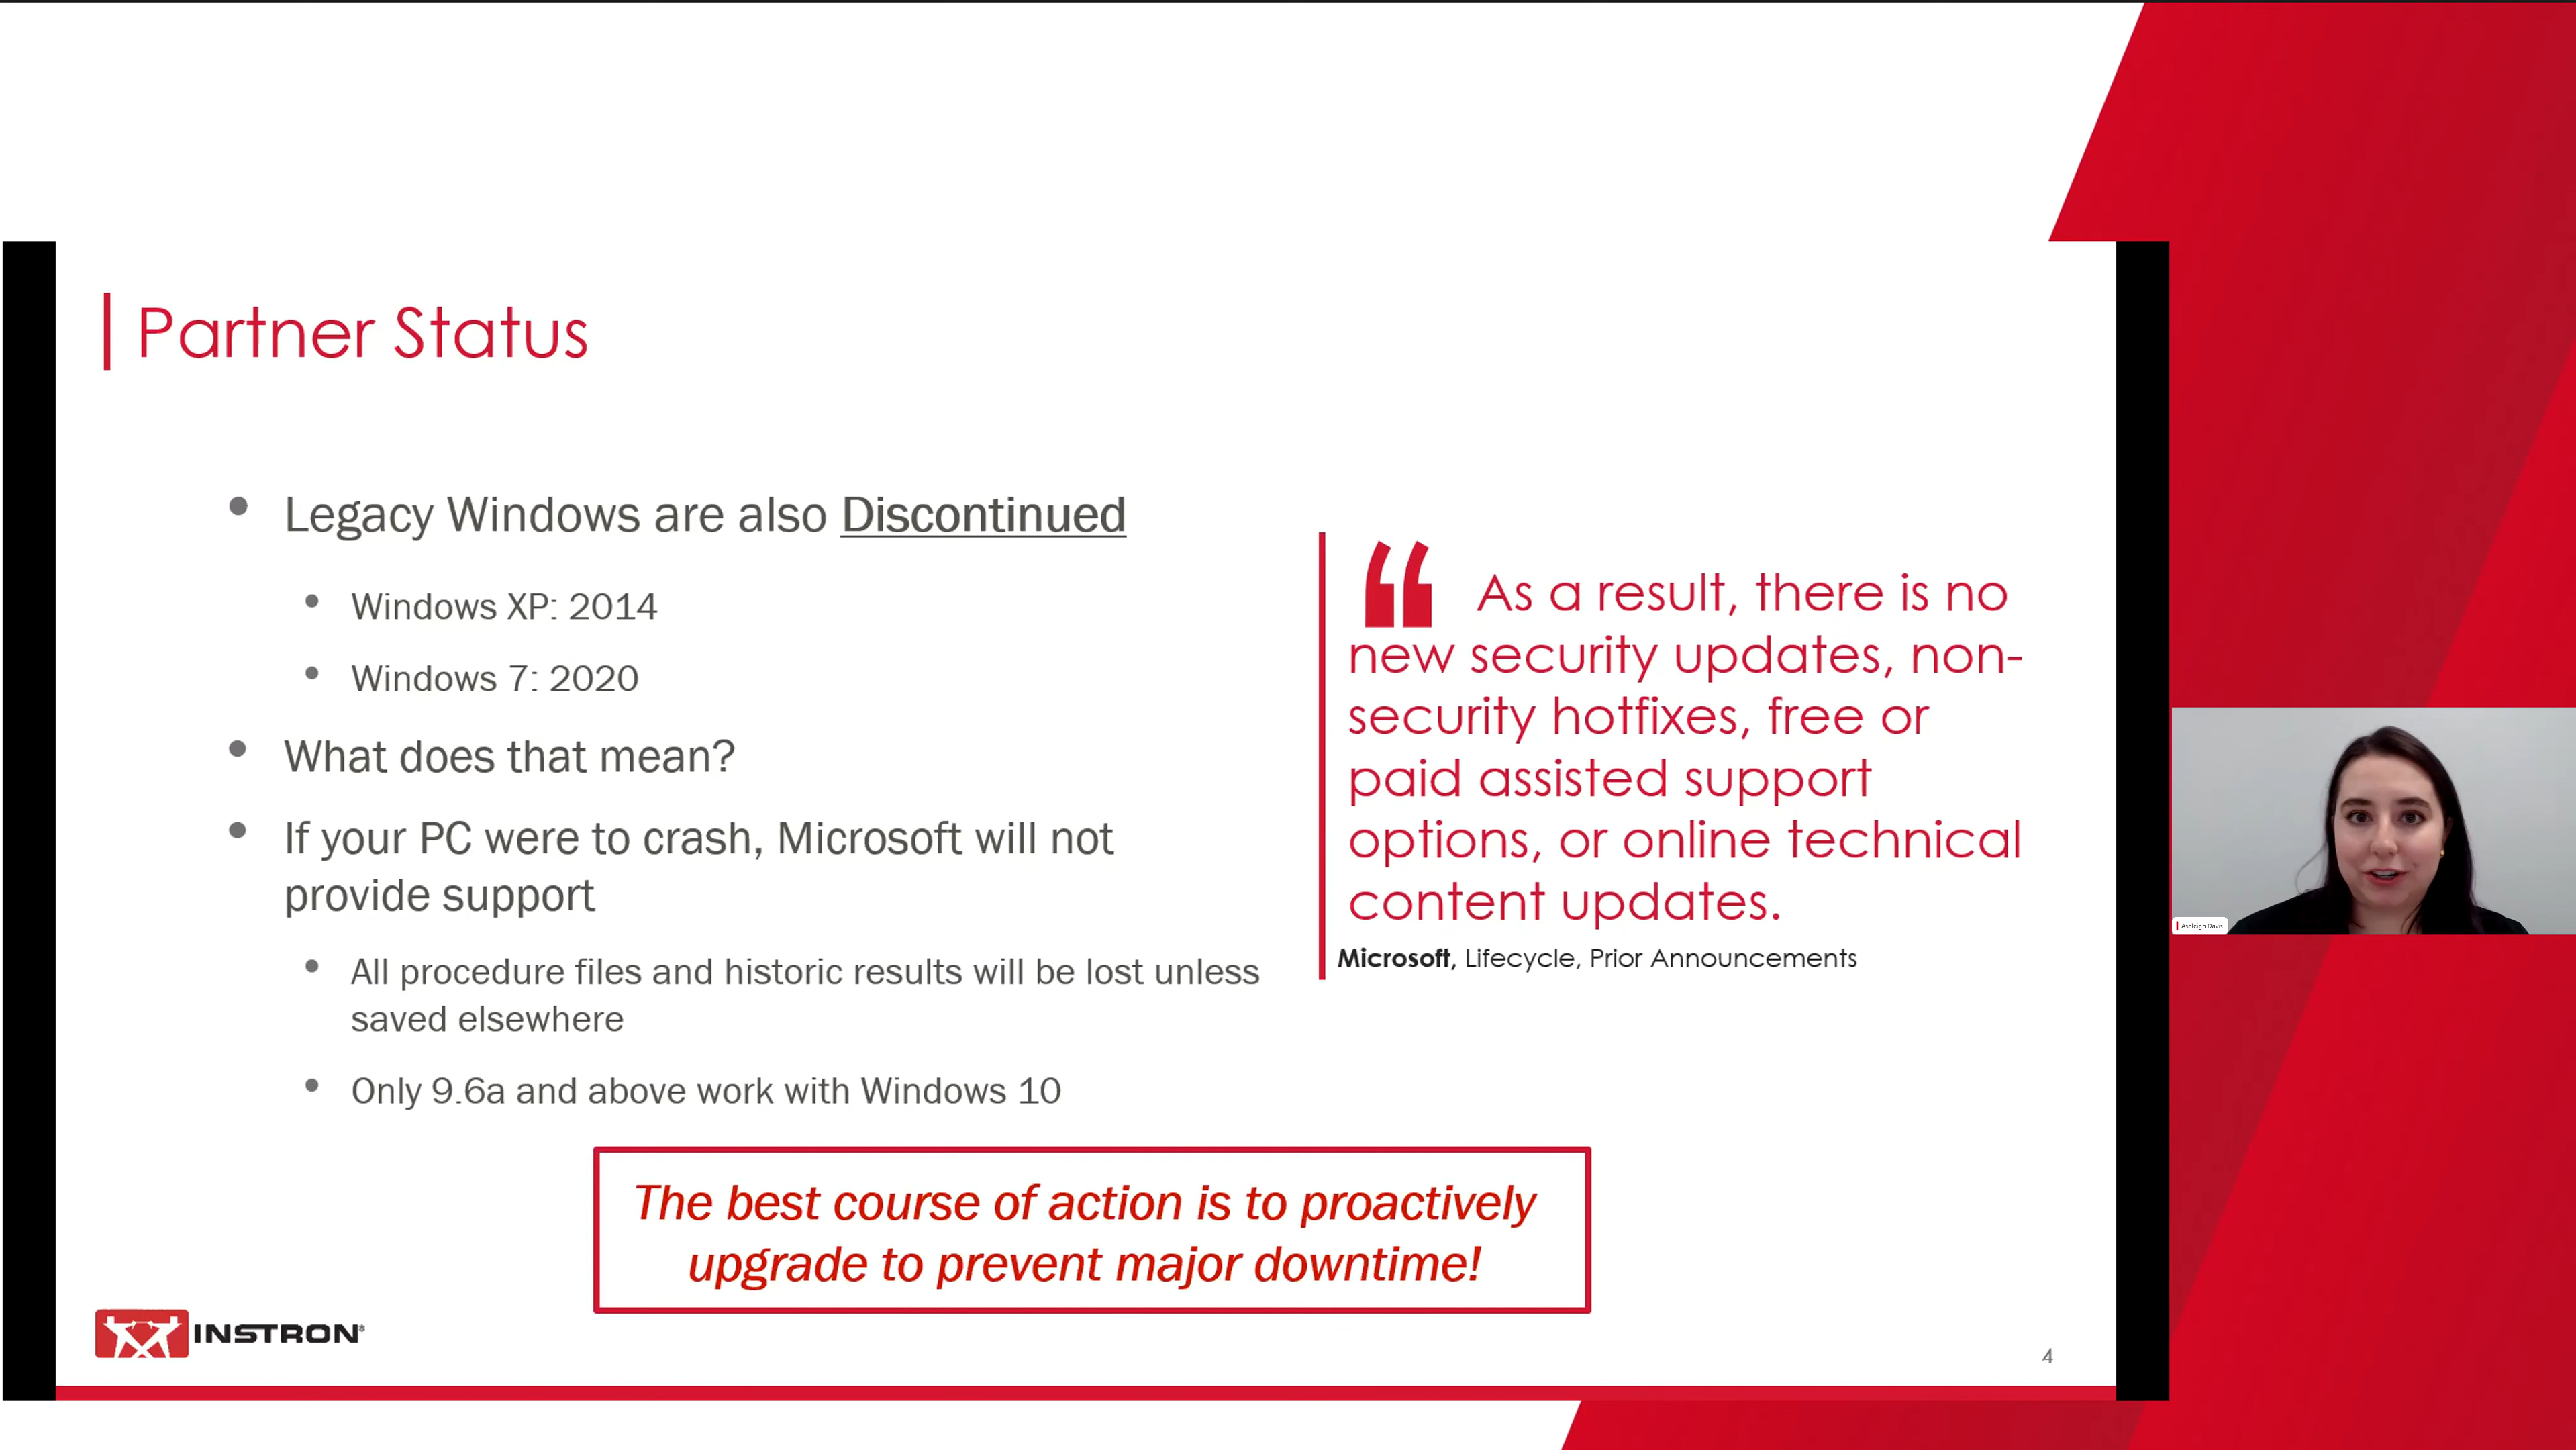 Partner Status
Legacy Windows are also Discontinued
Windows XP: 2014
Windows 7: 2020
What does that mean?
If your PC were to crash, Microsoft will not
provide support
All procedure files and historic results will be lost unless
saved elsewhere
Only 9.6a and above work with Windows 10
“ As a result, there is no
new security updates, non-
security hotfixes, free or
paid assisted support
options, or online technical
content updates.
Microsoft, Lifecycle, Prior Announcements
Ashleigh Davis
The best course of action is to proactively
upgrade to prevent major downtime!
INSTRON®
4